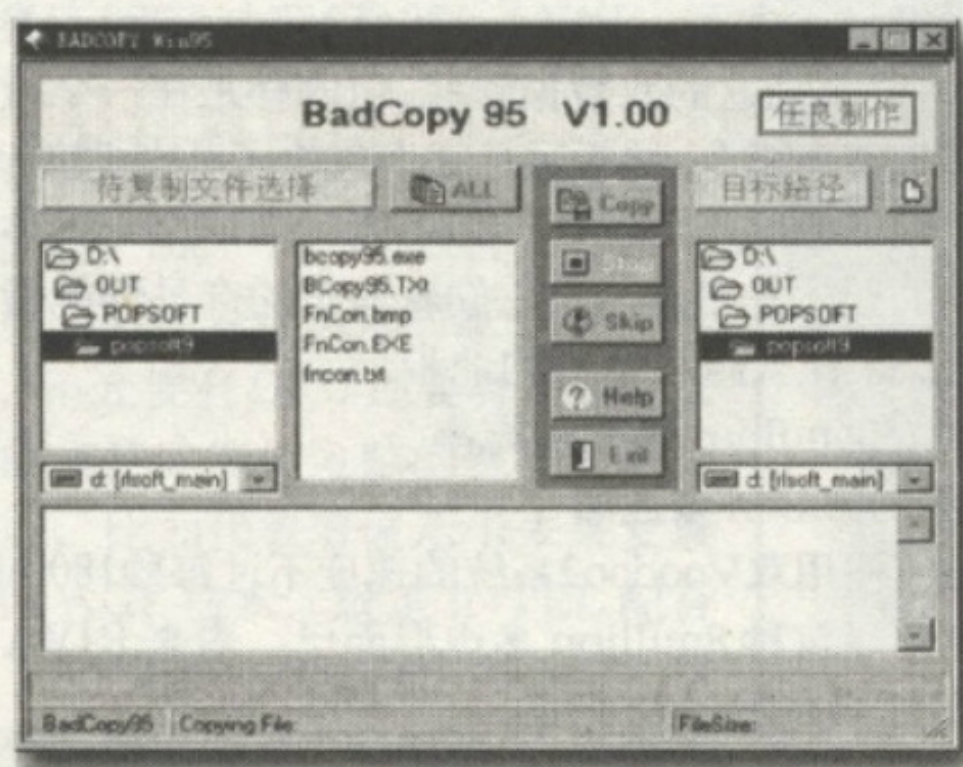 BADCOPY Win95
BadCopy 95 V1.00
任良制作
待复制文件选择
ALL
Copy
目标路径
D:\
OUT
POPSOFT
popsoft9
d: [rlsoft_main]
bcopy95.exe
BCopy95.TXt
FnCon.bmp
FnCon.EXE
fncon.txt
Stop
Skip
Help
Exit
D:\
OUT
POPSOFT
popsoft9
d: [rlsoft_main]
BadCopy95
Copying File:
FileSize: